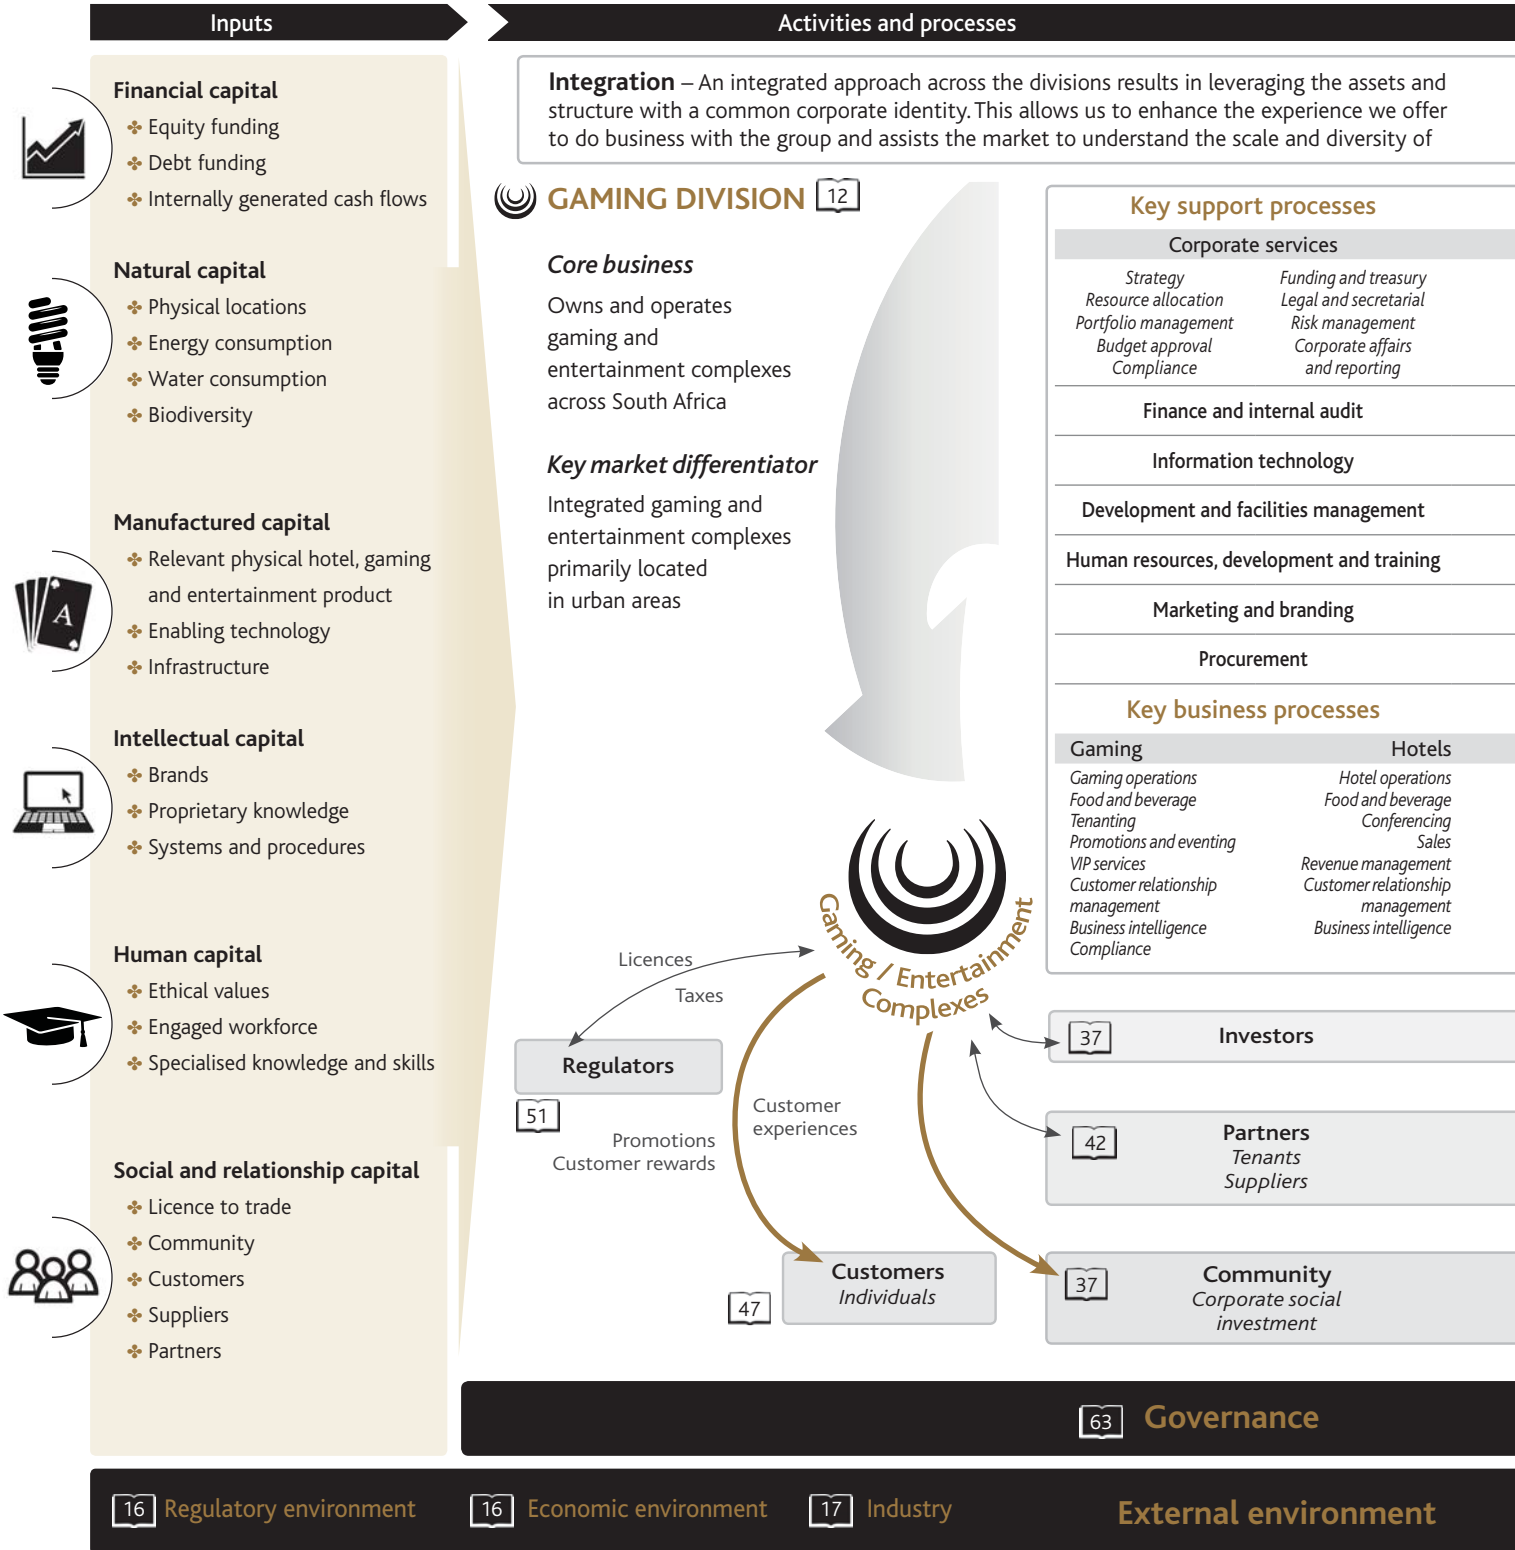 Inputs
Activities and processes
Financial capital
Equity funding
Debt funding
Internally generated cash flows
Natural capital
Physical locations
Energy consumption
Water consumption
Biodiversity
Manufactured capital
Relevant physical hotel, gaming
and entertainment product
Enabling technology
Infrastructure
A
Intellectual capital
Brands
Proprietary knowledge
Systems and procedures
Human capital
Ethical values
Engaged workforce
Specialised knowledge and skills
Social and relationship capital
Licence to trade
Community
Customers
Suppliers
Partners
Integration – An integrated approach across the divisions results in leveraging the assets and
structure with a common corporate identity. This allows us to enhance the experience we offer
to do business with the group and assists the market to understand the scale and diversity of
GAMING DIVISION 12
Core business
Owns and operates
gaming and
entertainment complexes
across South Africa
Key market differentiator
Integrated gaming and
entertainment complexes
primarily located
in urban areas
Key support processes
Corporate services
Strategy
Resource allocation
Portfolio management
Budget approval
Compliance
Funding and treasury
Legal and secretarial
Risk management
Corporate affairs
and reporting
Finance and internal audit
Information technology
Development and facilities management
Human resources, development and training
Marketing and branding
Procurement
Key business processes
Gaming
Gaming operations
Food and beverage
Tenanting
Promotions and eventing
VIP services
Customer relationship
management
Business intelligence
Compliance
Hotels
Hotel operations
Food and beverage
Conferencing
Sales
Revenue management
Customer relationship
management
Business intelligence
Gaming / Entertainment
Complexes
Licences
Taxes
Regulators
51
Promotions
Customer rewards
Customer
experiences
Customers
Individuals
47
37 Investors
42 Partners
Tenants
Suppliers
37 Community
Corporate social
investment
63 Governance
16 Regulatory environment
16 Economic environment
17 Industry
External environment